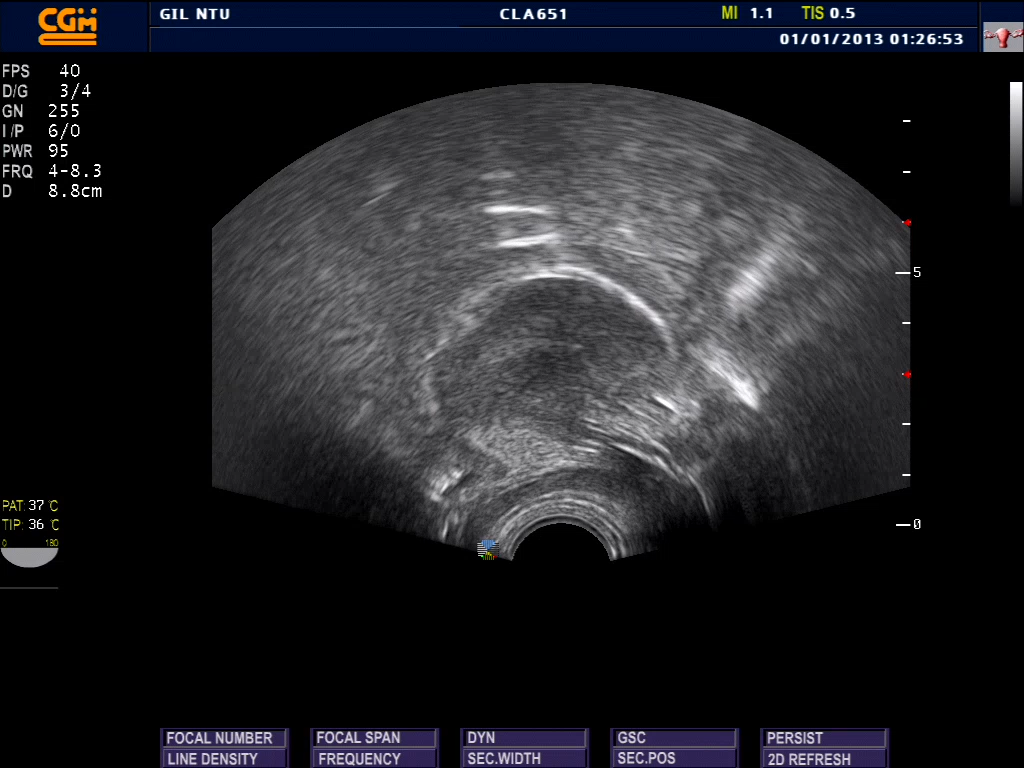 CGM
GIL NTU CLA651 MI 1.1 TIS 0.5
01/01/2013 01:26:53
FPS 40
D/G 3/4
GN 255
I/P 6/0
PWR 95
FRQ 4-8.3
D 8.8cm
5
PAT: 37 °C
TIP: 36 °C
0 180
0
FOCAL NUMBER FOCAL SPAN DYN GSC PERSIST
LINE DENSITY FREQUENCY SEC.WIDTH SEC.POS 2D REFRESH